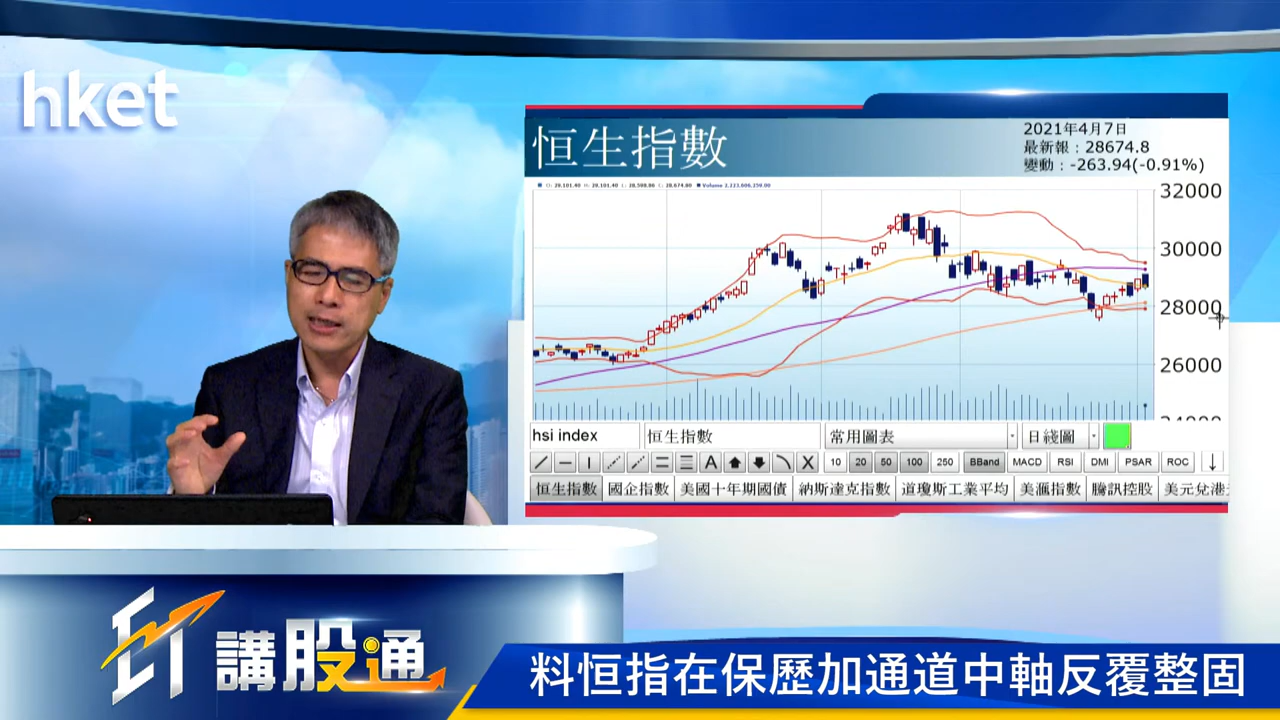 hket
恒生指數
2021年4月7日
最新報：28674.8
變動：-263.94(-0.91%)
32000
30000
28000
26000
hsi index 恒生指數 常用圖表 日綫圖
A X 10 20 50 100 250 BBand MACD RSI DMI PSAR ROC
恒生指數 國企指數 美國十年期國債 納斯達克指數 道瓊斯工業平均 美滙指數 騰訊控股 美元兌港
ET 講股通
料恒指在保歷加通道中軸反覆整固